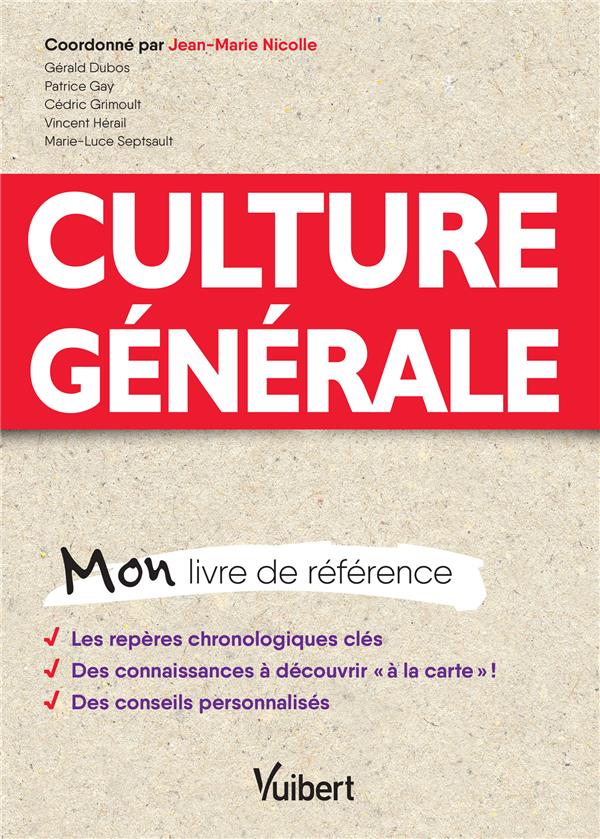 Coordonné par Jean-Marie Nicolle
Gérald Dubos
Patrice Gay
Cédric Grimoult
Vincent Hérail
Marie-Luce Septsault
CULTURE
GÉNÉRALE
Mon livre de référence
✓ Les repères chronologiques clés
✓ Des connaissances à découvrir « à la carte » !
✓ Des conseils personnalisés
Vuibert